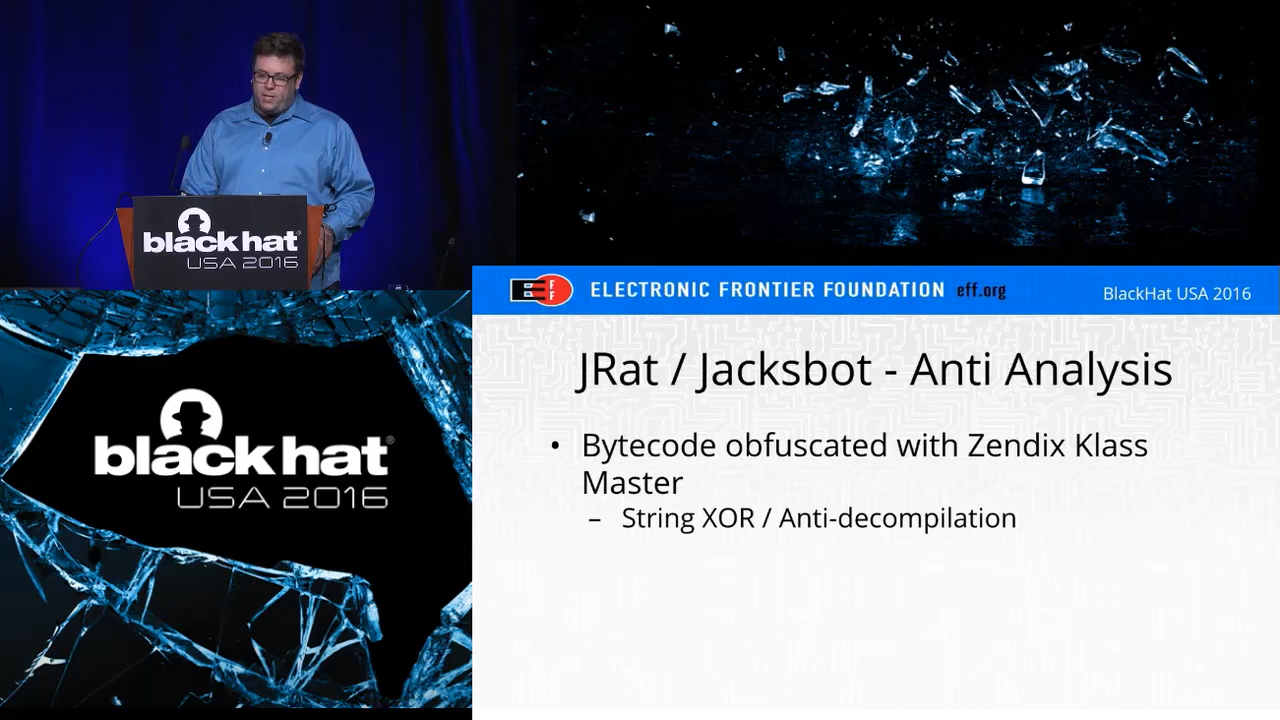 black hat
USA 2016
ELECTRONIC FRONTIER FOUNDATION eff.org
BlackHat USA 2016
JRat / Jacksbot - Anti Analysis
• Bytecode obfuscated with Zendix Klass
Master
– String XOR / Anti-decompilation
black hat®
USA 2016
EFF